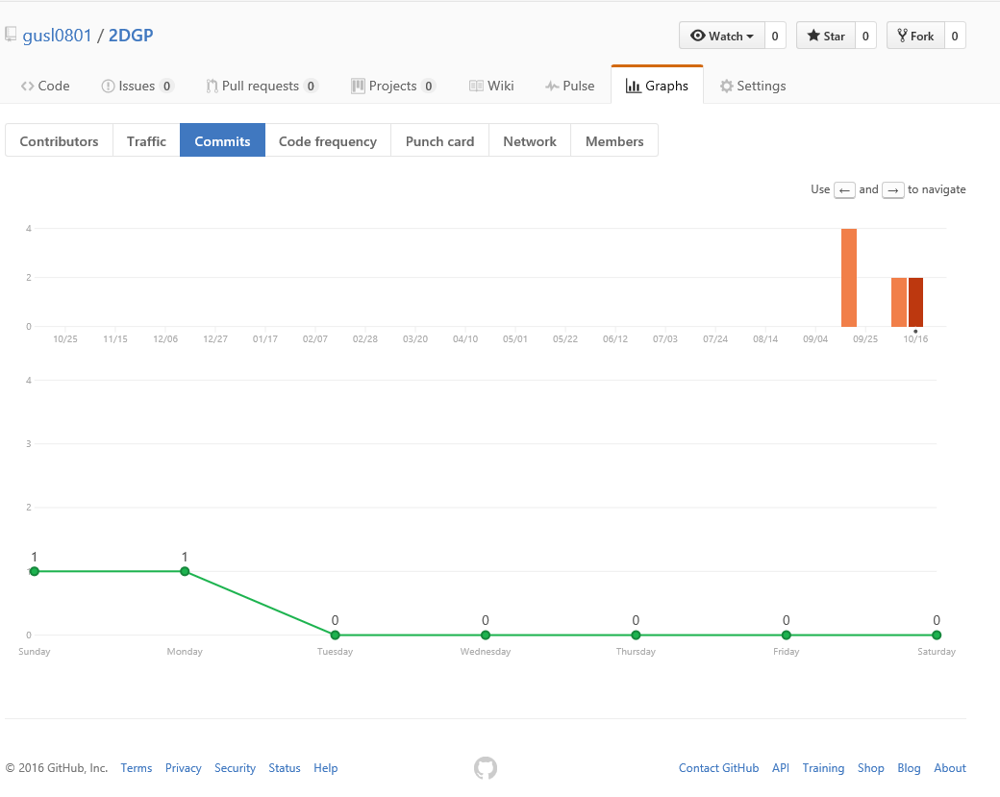 gusl0801 / 2DGP
Watch 0 Star 0 Fork 0
Code Issues 0 Pull requests 0 Projects 0 Wiki Pulse Graphs Settings
Contributors Traffic Commits Code frequency Punch card Network Members
Use ← and → to navigate
4
2
0
10/25 11/15 12/06 12/27 01/17 02/07 02/28 03/20 04/10 05/01 05/22 06/12 07/03 07/24 08/14 09/04 09/25 10/16
4
3
2
1 1
0 0 0 0 0
0
Sunday Monday Tuesday Wednesday Thursday Friday Saturday
© 2016 GitHub, Inc. Terms Privacy Security Status Help Contact GitHub API Training Shop Blog About